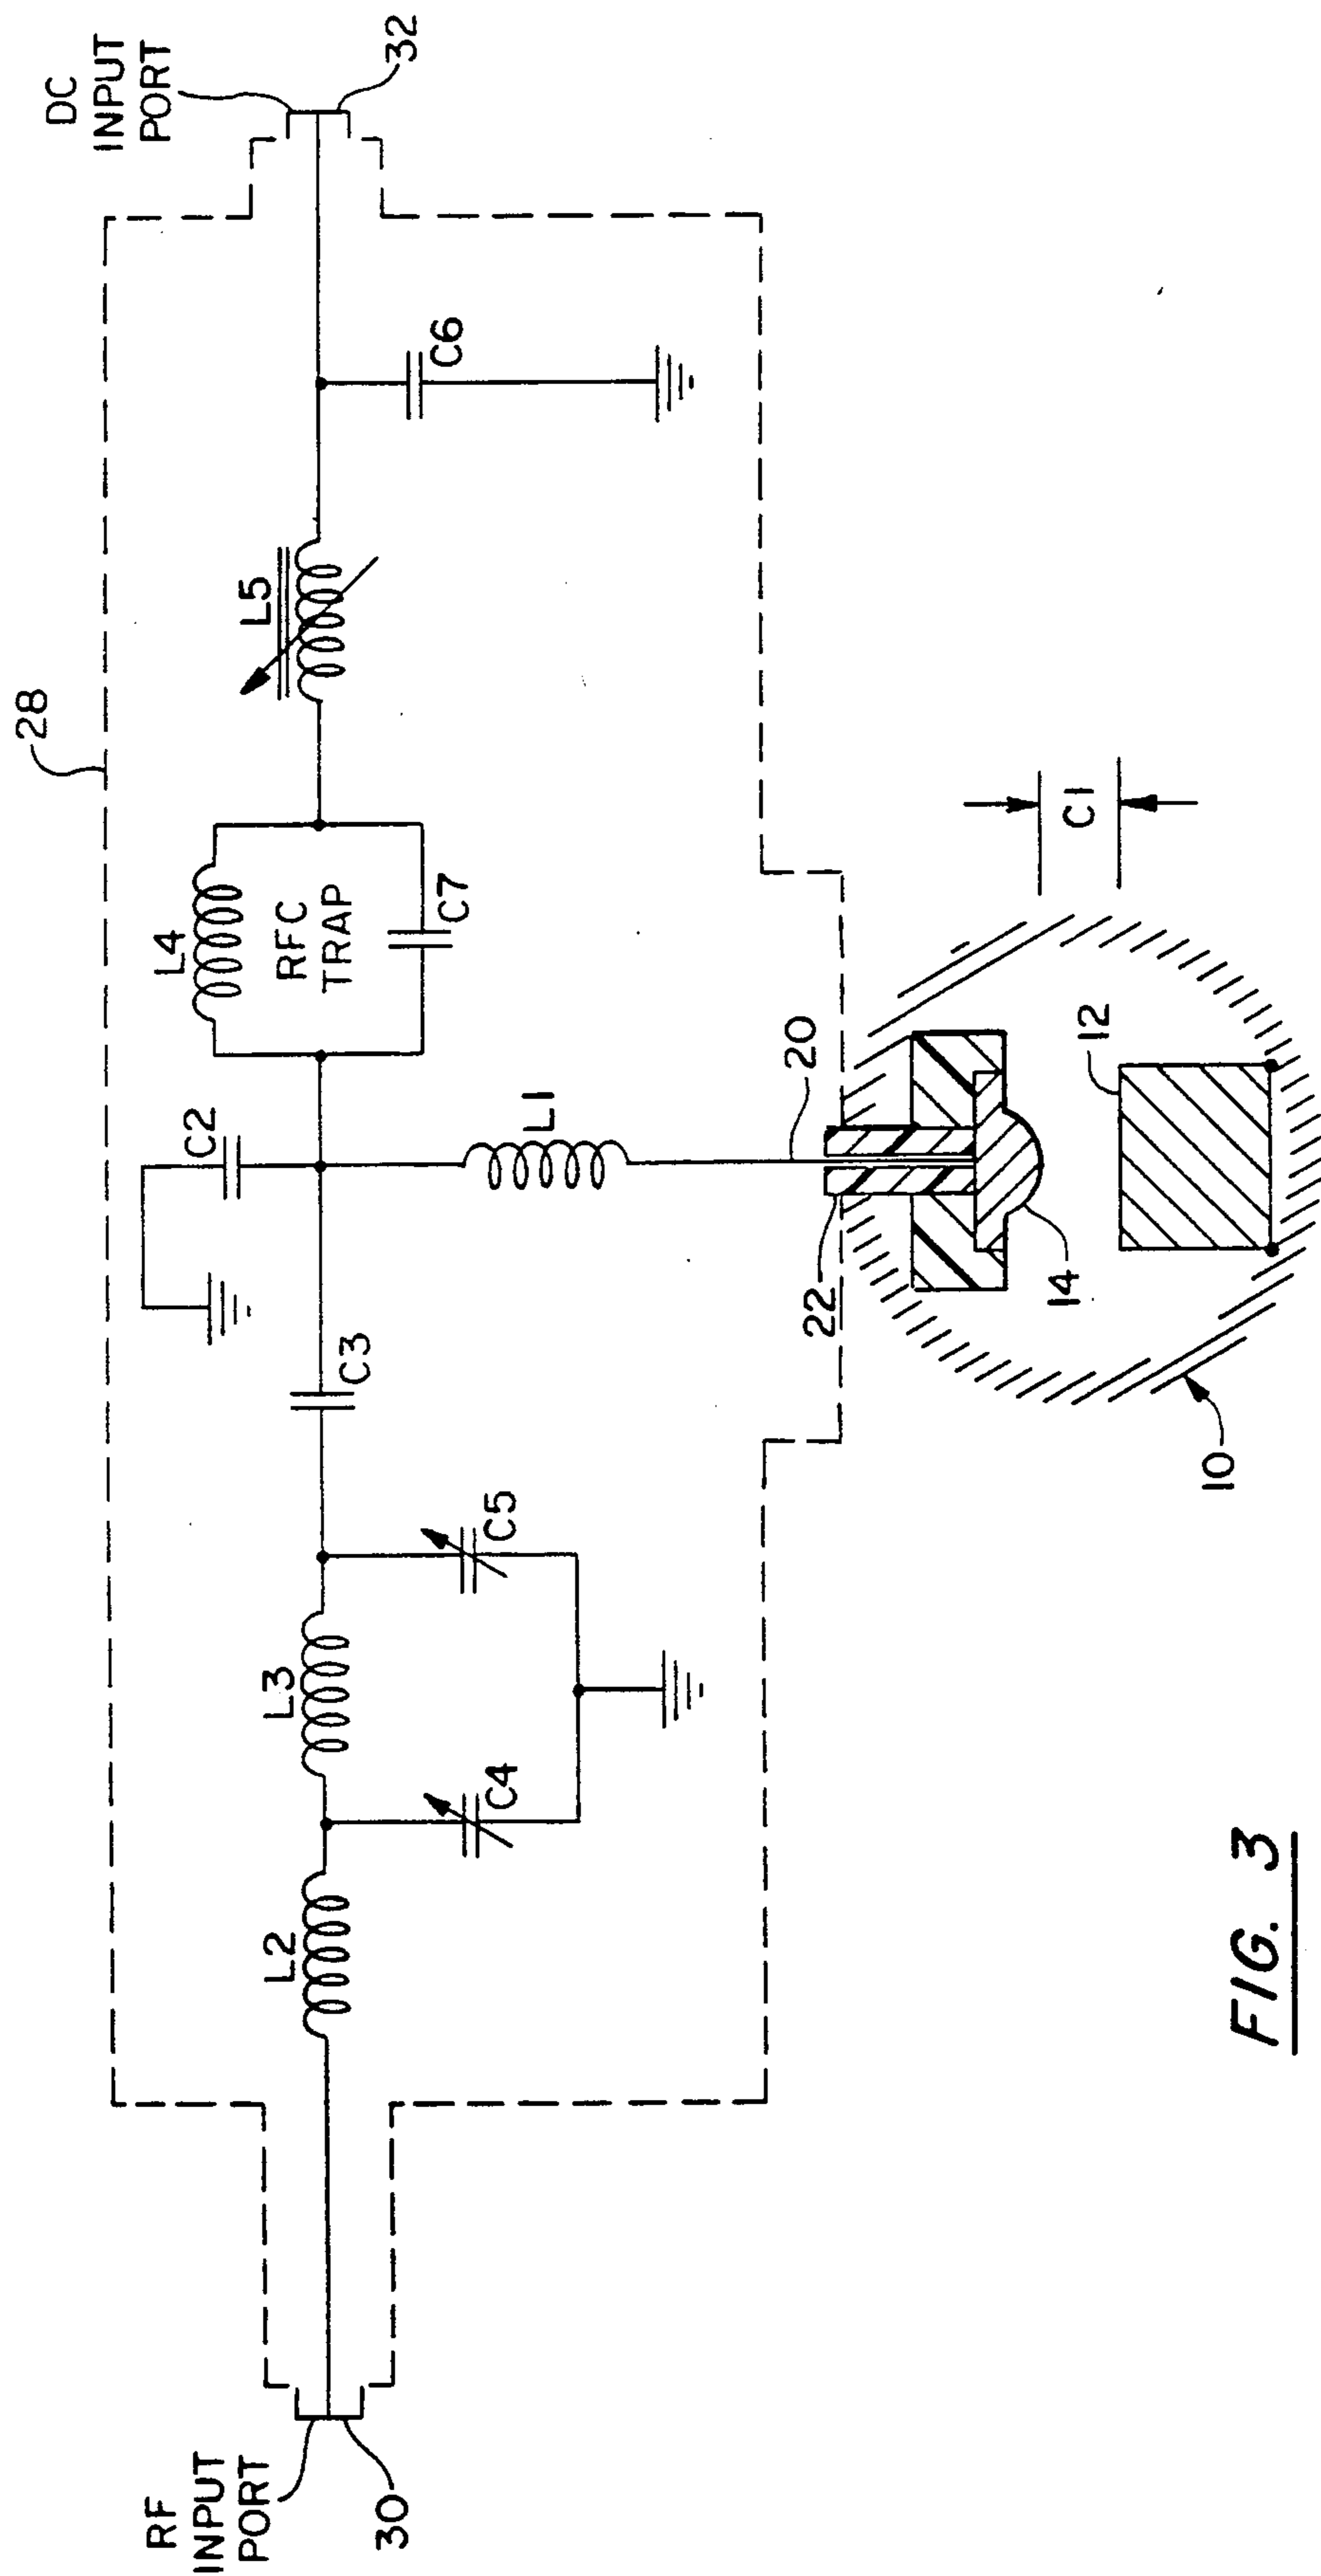 28
DC
INPUT
PORT
32
RF
INPUT
PORT
30
L2
L3
C4
C5
C3
C2
L4
RFC
TRAP
C7
L5
C6
L1
20
22
14
12
10
C1
FIG. 3